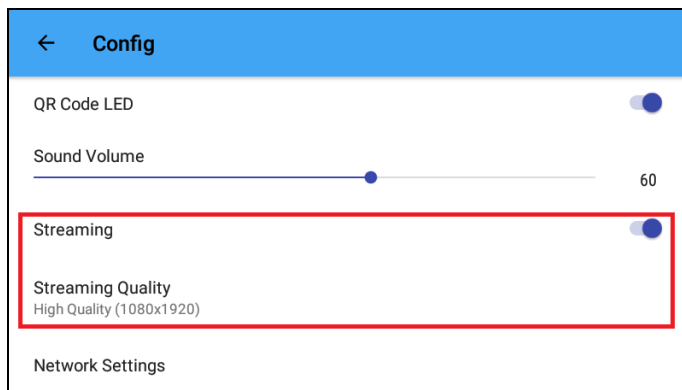 Config
QR Code LED
Sound Volume
60
Streaming
Streaming Quality
High Quality (1080x1920)
Network Settings